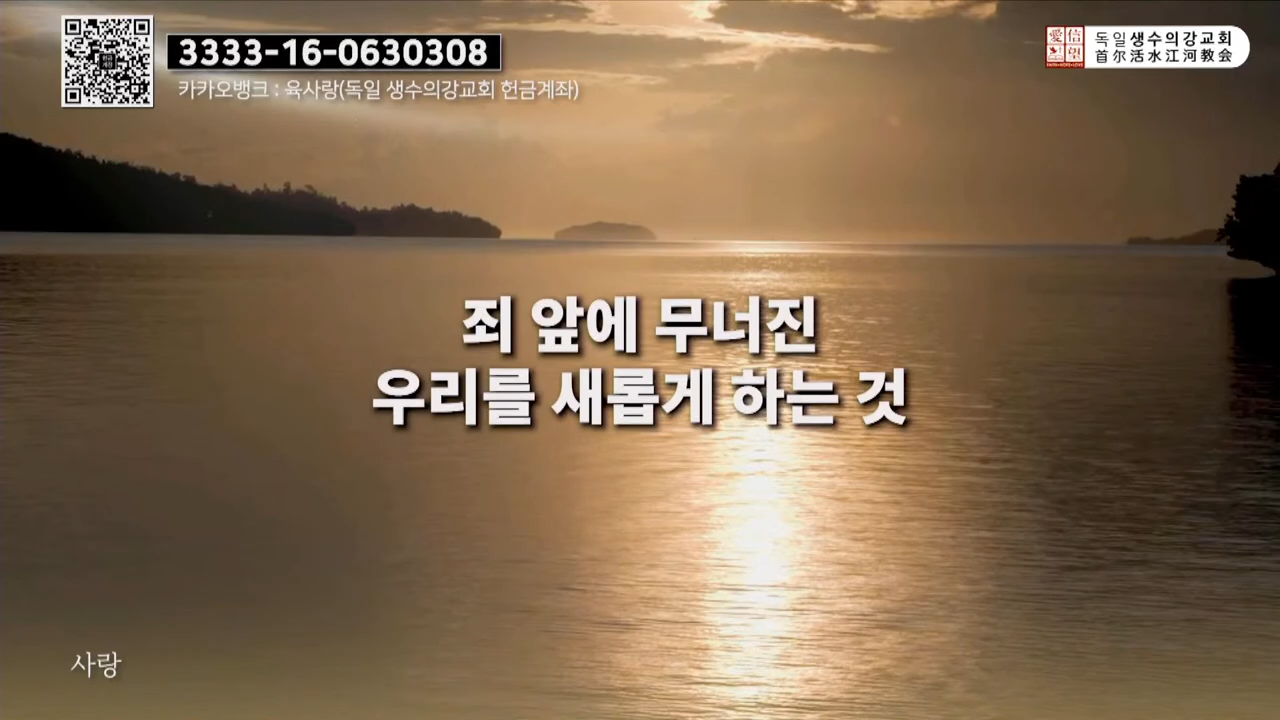 3333-16-0630308
카카오뱅크 : 육사랑(독일 생수의강교회 헌금계좌)
독일 생수의강교회
首尔活水江河教会
죄 앞에 무너진
우리를 새롭게 하는 것
사랑